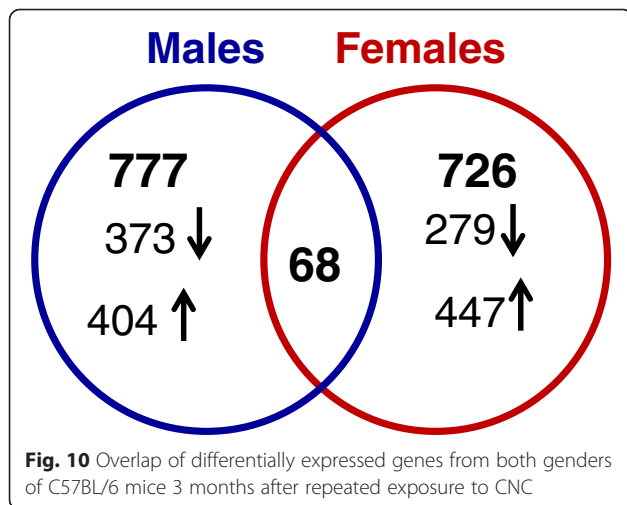 Males Females
777 726
373 ↓ 279 ↓
68
404 ↑ 447 ↑
Fig. 10 Overlap of differentially expressed genes from both genders
of C57BL/6 mice 3 months after repeated exposure to CNC